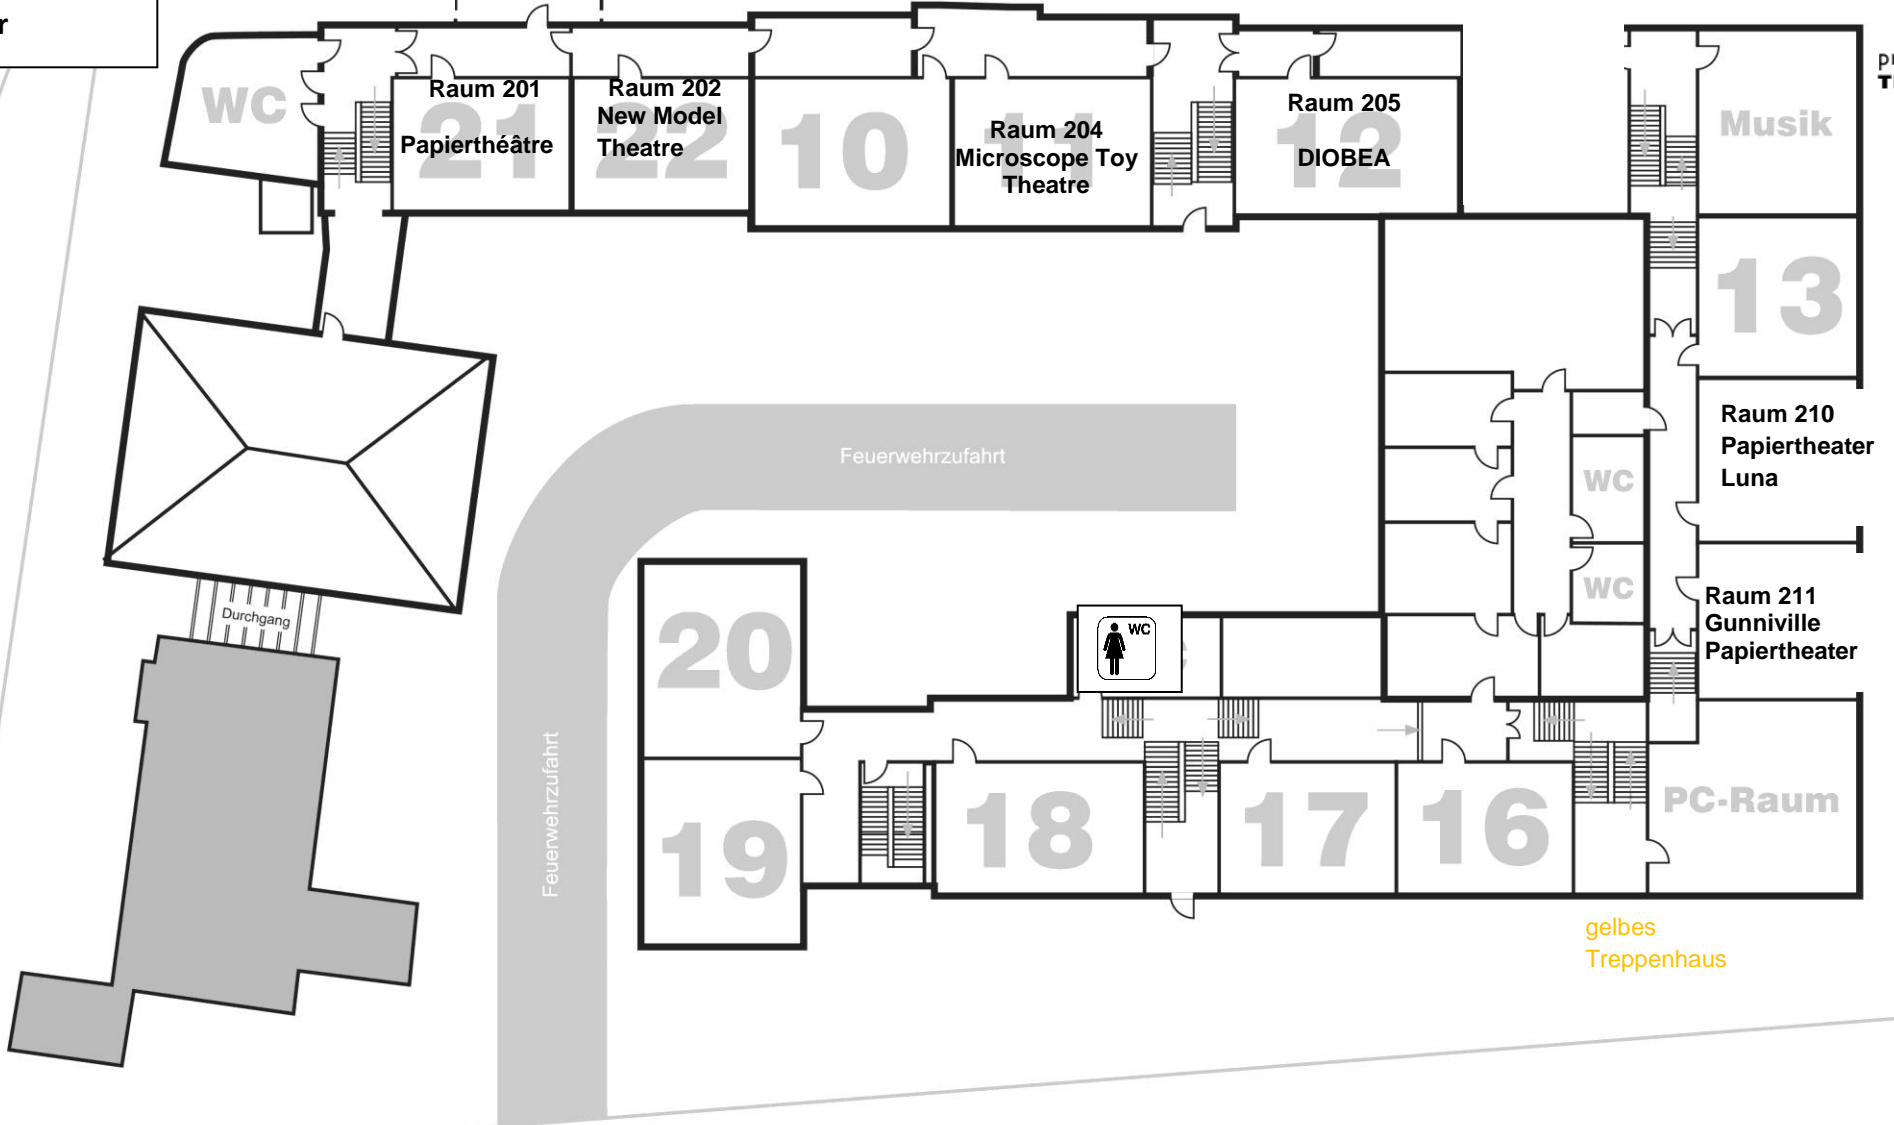 r
WC
Raum 201
21
Papierthéâtre
Raum 202
22
New Model
Theatre
10
Raum 204
11
Microscope Toy
Theatre
Raum 205
12
DIOBEA
Musik
13
Feuerwehrzufahrt
Raum 210
Papiertheater
Luna
WC
WC
Raum 211
Gunniville
Papiertheater
Durchgang
20
WC
Feuerwehrzufahrt
19
18
17
16
PC-Raum
gelbes
Treppenhaus